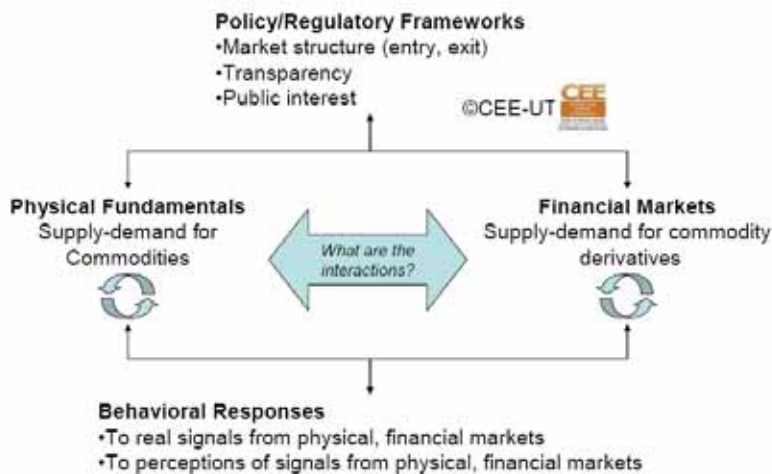 Policy/Regulatory Frameworks
•Market structure (entry, exit)
•Transparency
•Public interest
©CEE-UT
CEE
Physical Fundamentals
Supply-demand for
Commodities
What are the
interactions?
Financial Markets
Supply-demand for commodity
derivatives
Behavioral Responses
•To real signals from physical, financial markets
•To perceptions of signals from physical, financial markets